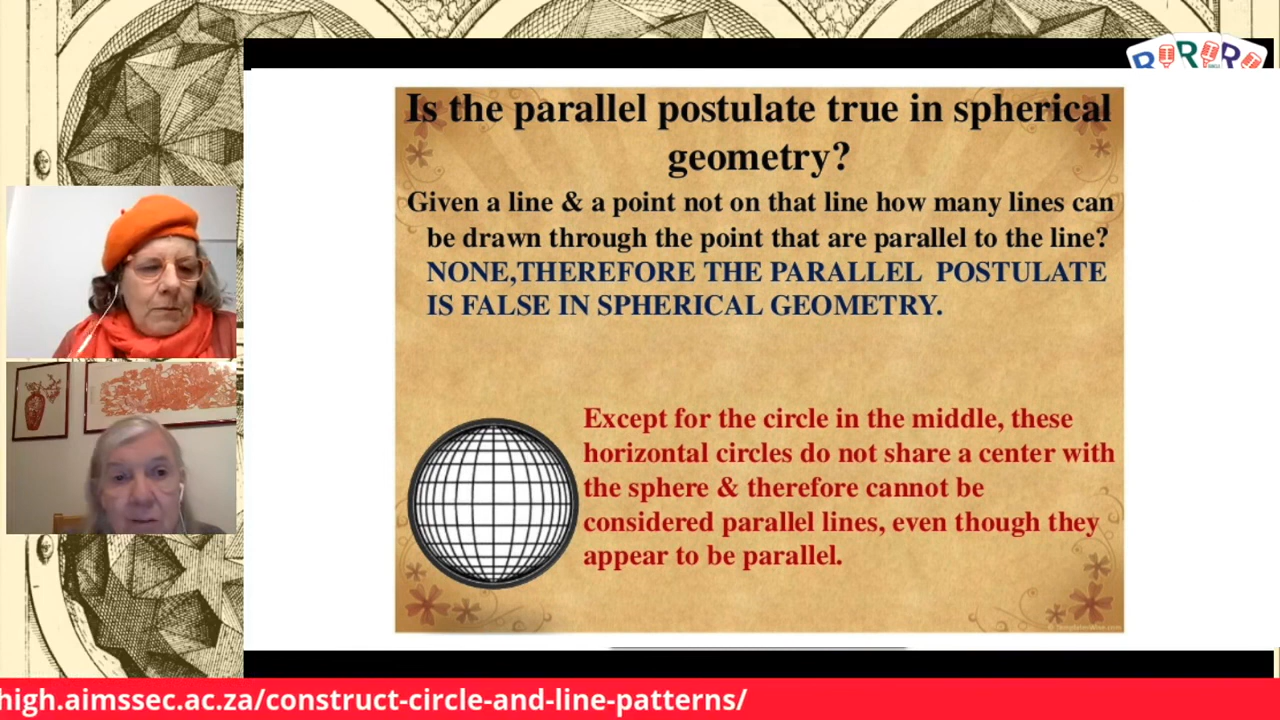 Is the parallel postulate true in spherical
geometry?
Given a line & a point not on that line how many lines can
be drawn through the point that are parallel to the line?
NONE,THEREFORE THE PARALLEL POSTULATE
IS FALSE IN SPHERICAL GEOMETRY.
Except for the circle in the middle, these
horizontal circles do not share a center with
the sphere & therefore cannot be
considered parallel lines, even though they
appear to be parallel.
high.aimssec.ac.za/construct-circle-and-line-patterns/